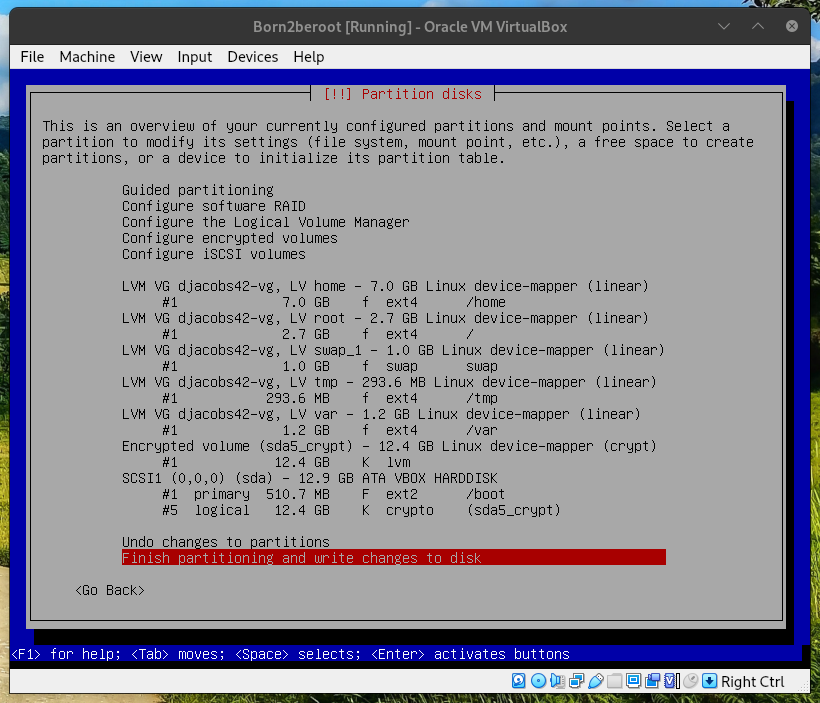 Born2beroot [Running] - Oracle VM VirtualBox
File Machine View Input Devices Help
[!!] Partition disks
This is an overview of your currently configured partitions and mount points. Select a
partition to modify its settings (file system, mount point, etc.), a free space to create
partitions, or a device to initialize its partition table.
Guided partitioning
Configure software RAID
Configure the Logical Volume Manager
Configure encrypted volumes
Configure iSCSI volumes
LVM VG djacobs42-vg, LV home - 7.0 GB Linux device-mapper (linear)
#1 7.0 GB f ext4 /home
LVM VG djacobs42-vg, LV root - 2.7 GB Linux device-mapper (linear)
#1 2.7 GB f ext4 /
LVM VG djacobs42-vg, LV swap_1 - 1.0 GB Linux device-mapper (linear)
#1 1.0 GB f swap swap
LVM VG djacobs42-vg, LV tmp - 293.6 MB Linux device-mapper (linear)
#1 293.6 MB f ext4 /tmp
LVM VG djacobs42-vg, LV var - 1.2 GB Linux device-mapper (linear)
#1 1.2 GB f ext4 /var
Encrypted volume (sda5_crypt) - 12.4 GB Linux device-mapper (crypt)
#1 12.4 GB K lvm
SCSI1 (0,0,0) (sda) - 12.9 GB ATA VBOX HARDDISK
#1 primary 510.7 MB F ext2 /boot
#5 logical 12.4 GB K crypto (sda5_crypt)
Undo changes to partitions
Finish partitioning and write changes to disk
<Go Back>
<F1> for help; <Tab> moves; <Space> selects; <Enter> activates buttons
Right Ctrl